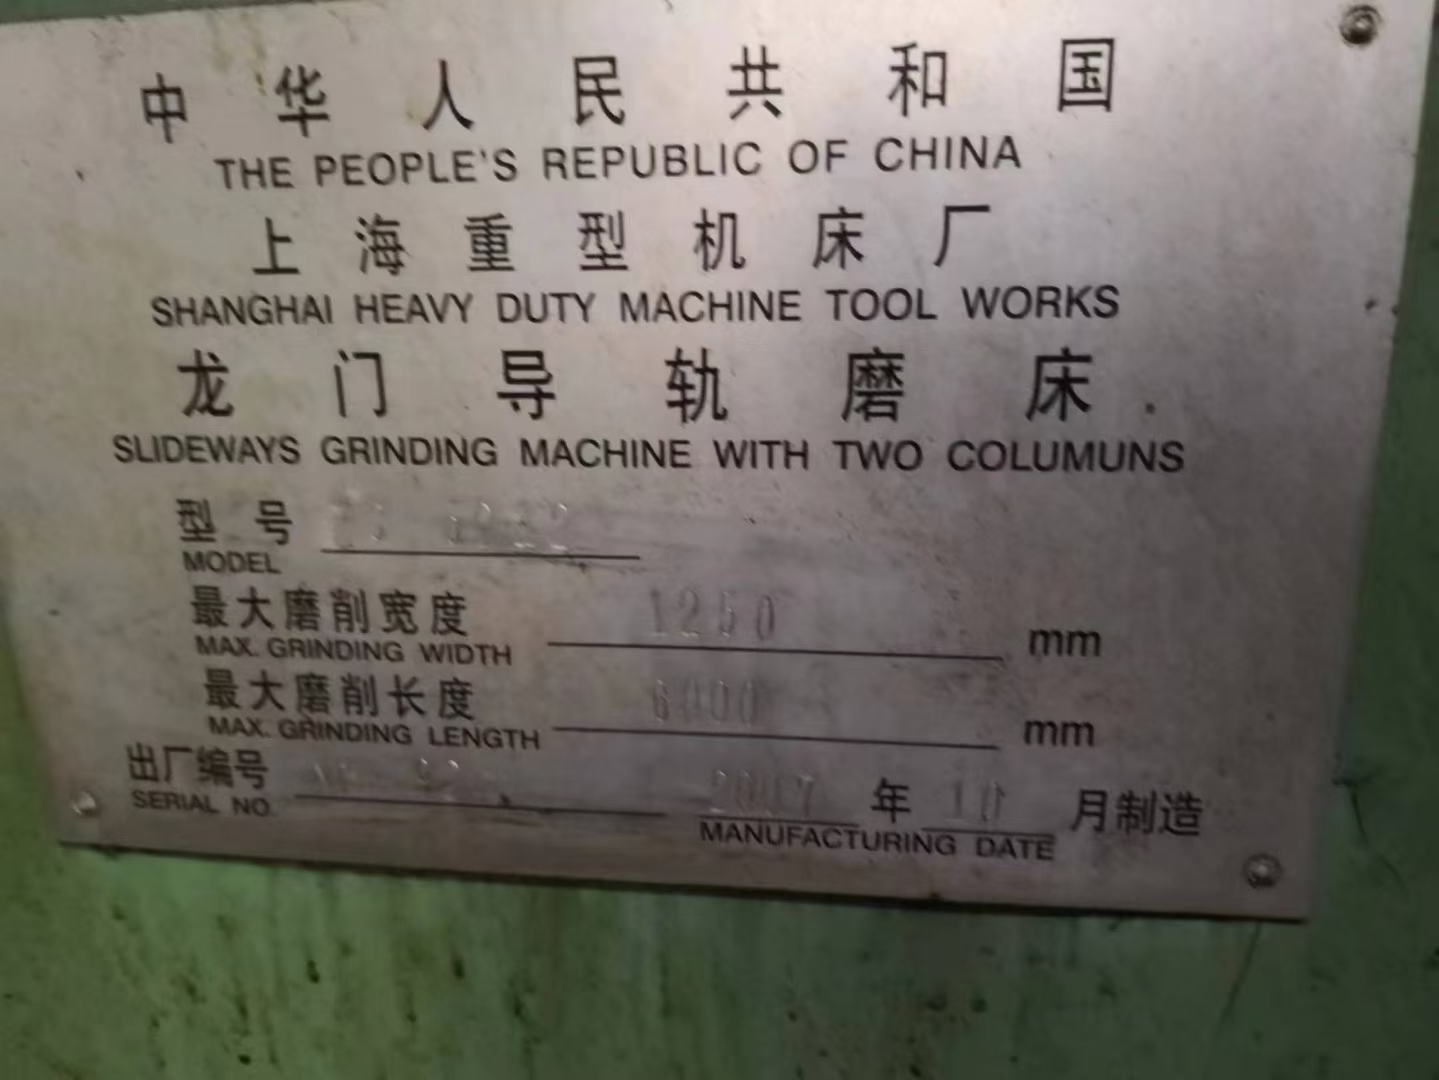 中华人民共和国
THE PEOPLE'S REPUBLIC OF CHINA
上海重型机床厂
SHANGHAI HEAVY DUTY MACHINE TOOL WORKS
龙门导轨磨床
SLIDEWAYS GRINDING MACHINE WITH TWO COLUMUNS
型号
MODEL
最大磨削宽度 1250 mm
MAX. GRINDING WIDTH
最大磨削长度 6000 mm
MAX. GRINDING LENGTH
出厂编号 2007 年 10 月制造
SERIAL NO. MANUFACTURING DATE